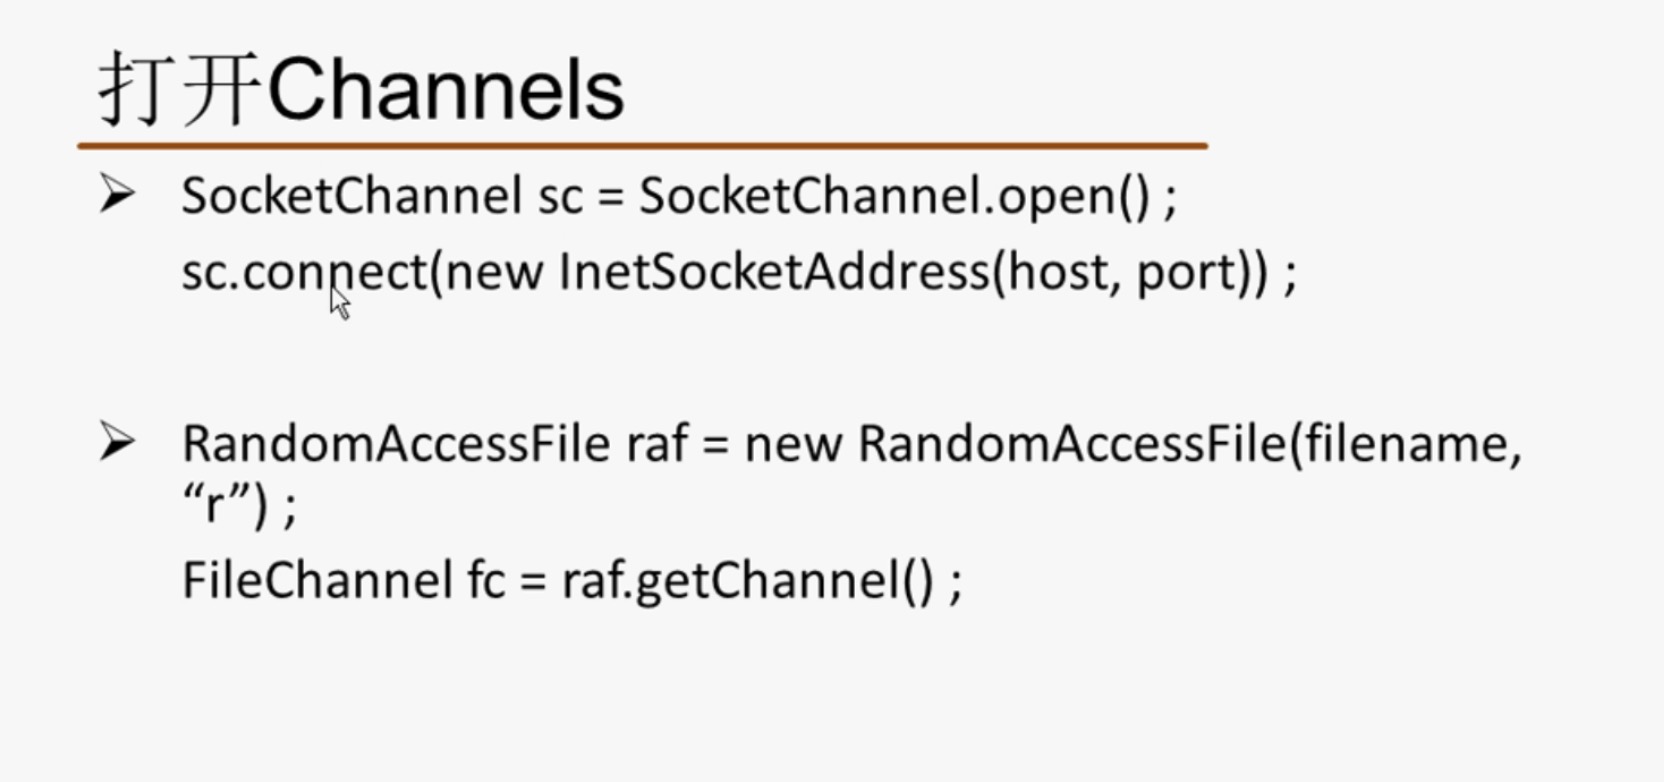 打开Channels
SocketChannel sc = SocketChannel.open() ;
sc.connect(new InetSocketAddress(host, port)) ;
RandomAccessFile raf = new RandomAccessFile(filename,
“r”) ;
FileChannel fc = raf.getChannel() ;